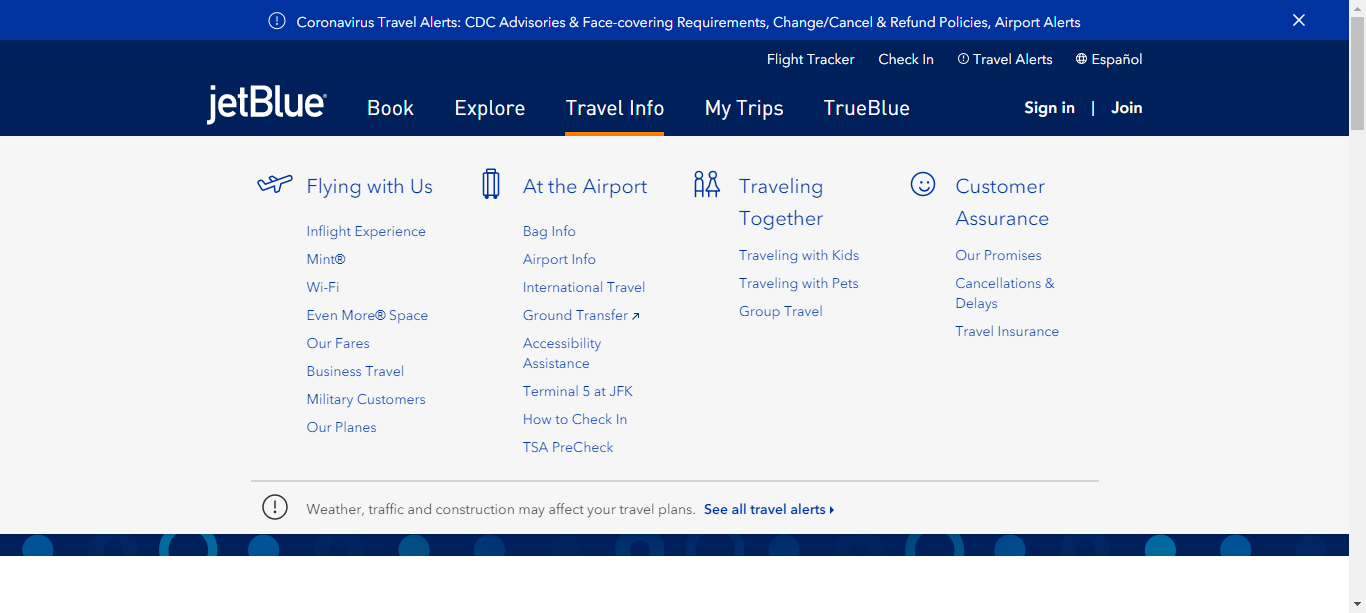 Coronavirus Travel Alerts: CDC Advisories & Face-covering Requirements, Change/Cancel & Refund Policies, Airport Alerts
Flight Tracker
Check In
Travel Alerts
Español
jetBlue®
Book
Explore
Travel Info
My Trips
TrueBlue
Sign in | Join
Flying with Us
Inflight Experience
Mint®
Wi-Fi
Even More® Space
Our Fares
Business Travel
Military Customers
Our Planes
At the Airport
Bag Info
Airport Info
International Travel
Ground Transfer
Accessibility
Assistance
Terminal 5 at JFK
How to Check In
TSA PreCheck
Traveling
Together
Traveling with Kids
Traveling with Pets
Group Travel
Customer
Assurance
Our Promises
Cancellations &
Delays
Travel Insurance
Weather, traffic and construction may affect your travel plans. See all travel alerts